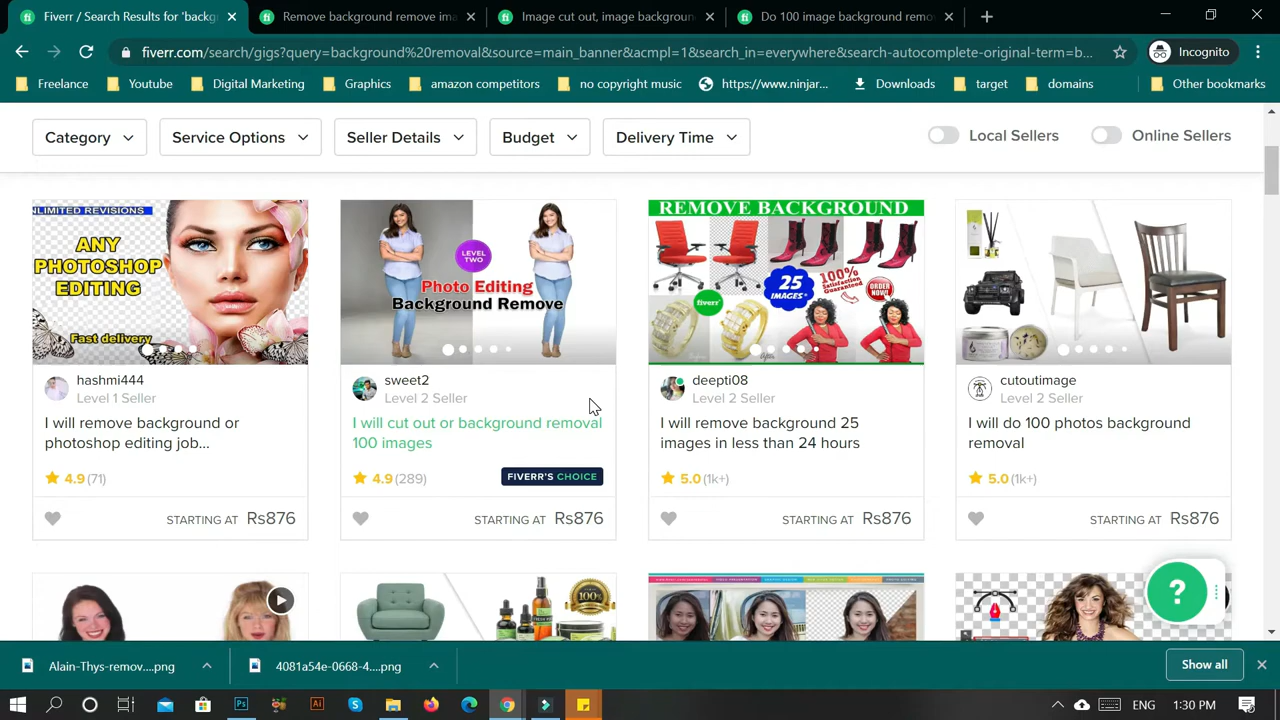 Fiverr / Search Results for 'backg
Remove background remove ima
Image cut out, image background
Do 100 image background remo
fiverr.com/search/gigs?query=background%20removal&source=main_banner&acmpl=1&search_in=everywhere&search-autocomplete-original-term=b...
Incognito
Freelance
Youtube
Digital Marketing
Graphics
amazon competitors
no copyright music
https://www.ninjar...
Downloads
target
domains
Other bookmarks
Category
Service Options
Seller Details
Budget
Delivery Time
Local Sellers
Online Sellers
NLIMITED REVISIONS
ANY
PHOTOSHOP
EDITING
Fast delivery
LEVEL
TWO
Photo Editing
Background Remove
REMOVE BACKGROUND
25
IMAGES*
100%
Satisfaction
Guaranteed
ORDER
NOW!
fiverr
hashmi444
Level 1 Seller
I will remove background or
photoshop editing job...
4.9 (71)
STARTING AT Rs876
sweet2
Level 2 Seller
I will cut out or background removal
100 images
4.9 (289)
FIVERR'S CHOICE
STARTING AT Rs876
deepti08
Level 2 Seller
I will remove background 25
images in less than 24 hours
5.0 (1k+)
STARTING AT Rs876
cutoutimage
Level 2 Seller
I will do 100 photos background
removal
5.0 (1k+)
STARTING AT Rs876
100%
?
Alain-Thys-remov....png
4081a54e-0668-4....png
Show all
Ps
Ai
ENG
1:30 PM